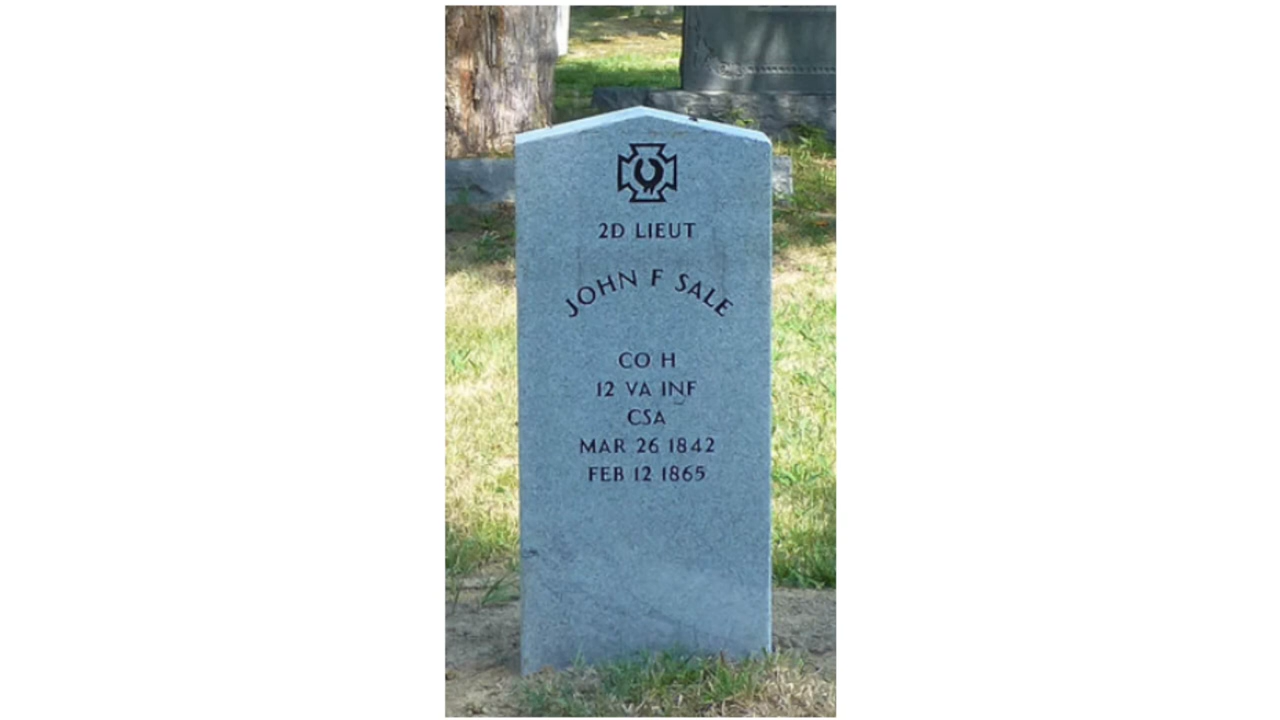 2D LIEUT
JOHN F SALE
CO H
12 VA INF
CSA
MAR 26 1842
FEB 12 1865